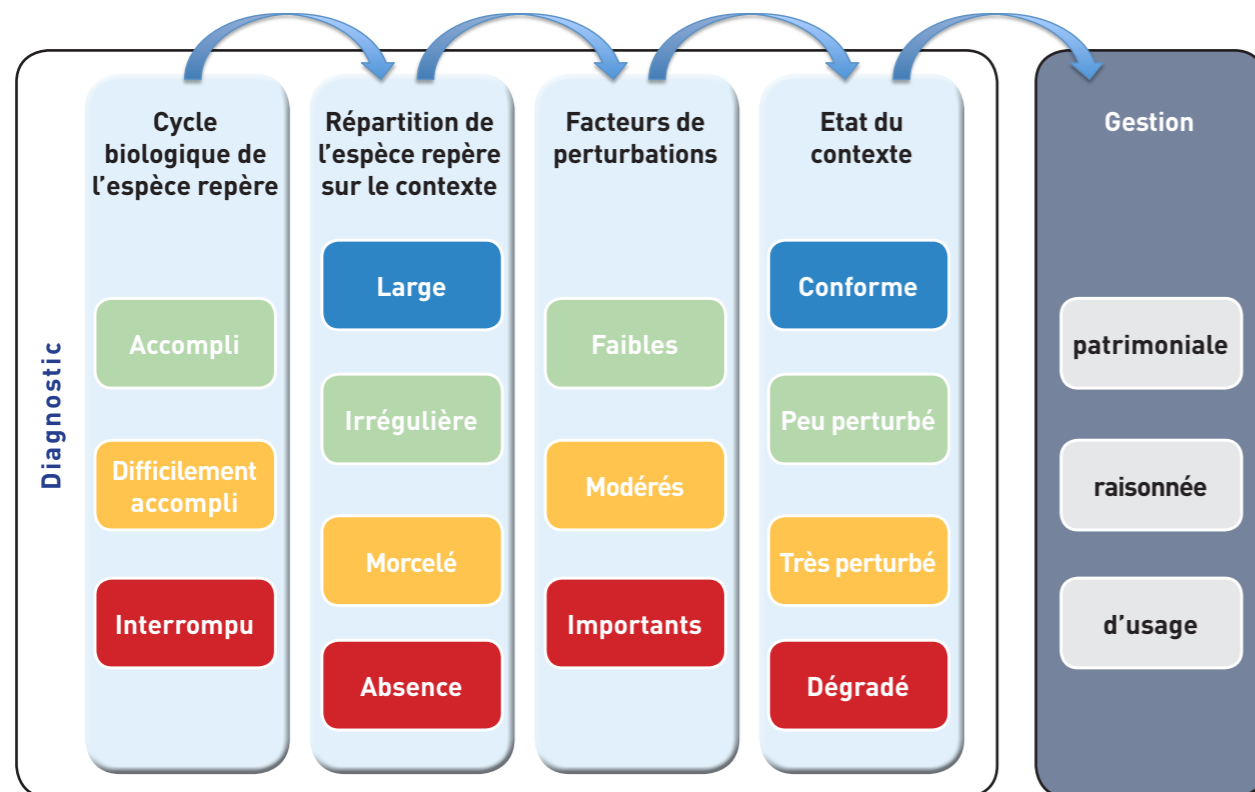 Diagnostic
Cycle
biologique de
l’espèce repère
Accompli
Difficilement
accompli
Interrompu
Répartition de
l’espèce repère
sur le contexte
Large
Irrégulière
Morcelé
Absence
Facteurs de
perturbations
Faibles
Modérés
Importants
Etat du
contexte
Conforme
Peu perturbé
Très perturbé
Dégradé
Gestion
patrimoniale
raisonnée
d’usage